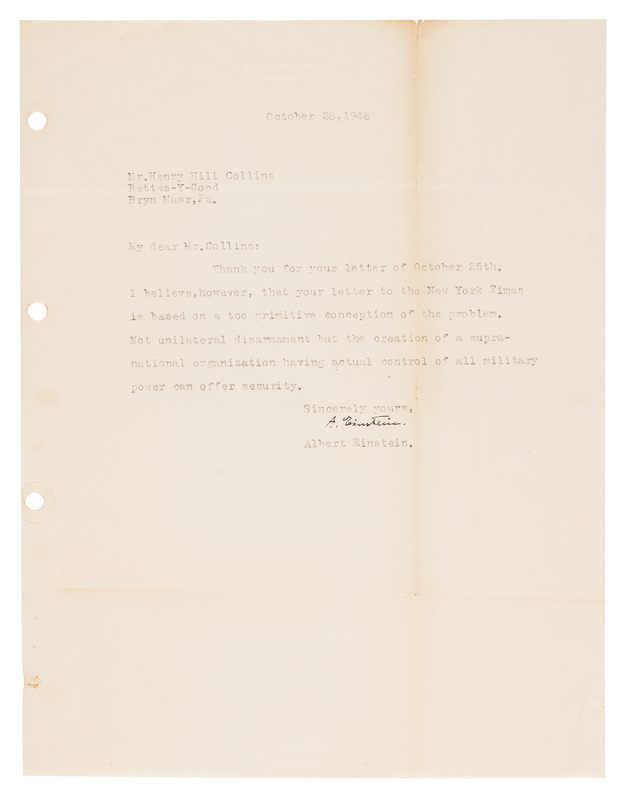 October 28,1948
Mr.Henry Hill Collins
Bettws-Y-Coed
Bryn Mawr,Pa.
My dear Mr.Collins:
Thank you for your letter of October 25th.
I believe,however, that your letter to the New York Times
is based on a too primitive conception of the problem.
Not unilateral disarmament but the creation of a supra-
national organization having actual control of all military
power can offer security.
Sincerely yours,
A. Einstein.
Albert Einstein.